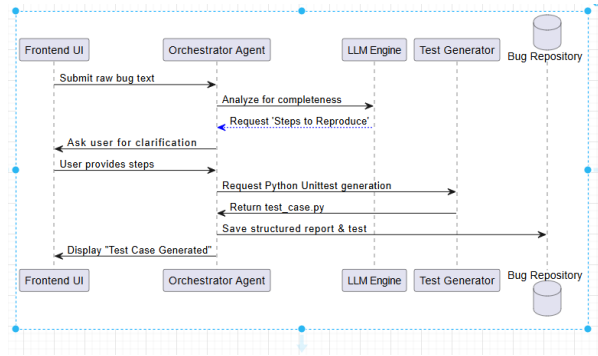 Frontend UI
Orchestrator Agent
LLM Engine
Test Generator
Bug Repository
Submit raw bug text
Analyze for completeness
Request 'Steps to Reproduce'
Ask user for clarification
User provides steps
Request Python Unittest generation
Return test_case.py
Save structured report & test
Display "Test Case Generated"
Frontend UI
Orchestrator Agent
LLM Engine
Test Generator
Bug Repository